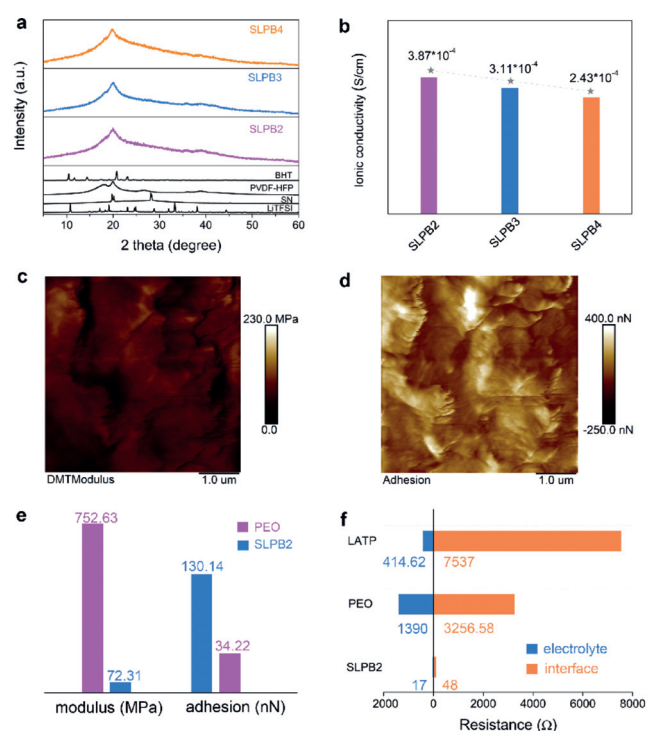 a
Intensity (a.u.)
SLPB4
SLPB3
SLPB2
BHT
PVDF-HFP
SN
LiTFSI
5 10 20 30 40 50 60
2 theta (degree)
b
Ionic conductivity (S/cm)
3.87*10⁻⁴
3.11*10⁻⁴
2.43*10⁻⁴
SLPB2
SLPB3
SLPB4
c
230.0 MPa
0.0
DMTModulus
1.0 um
d
400.0 nN
-250.0 nN
Adhesion
1.0 um
e
752.63
PEO
SLPB2
130.14
72.31
34.22
modulus (MPa)
adhesion (nN)
f
LATP
414.62
7537
PEO
1390
3256.58
electrolyte
interface
SLPB2
17
48
2000 0 2000 4000 6000 8000
Resistance (Ω)